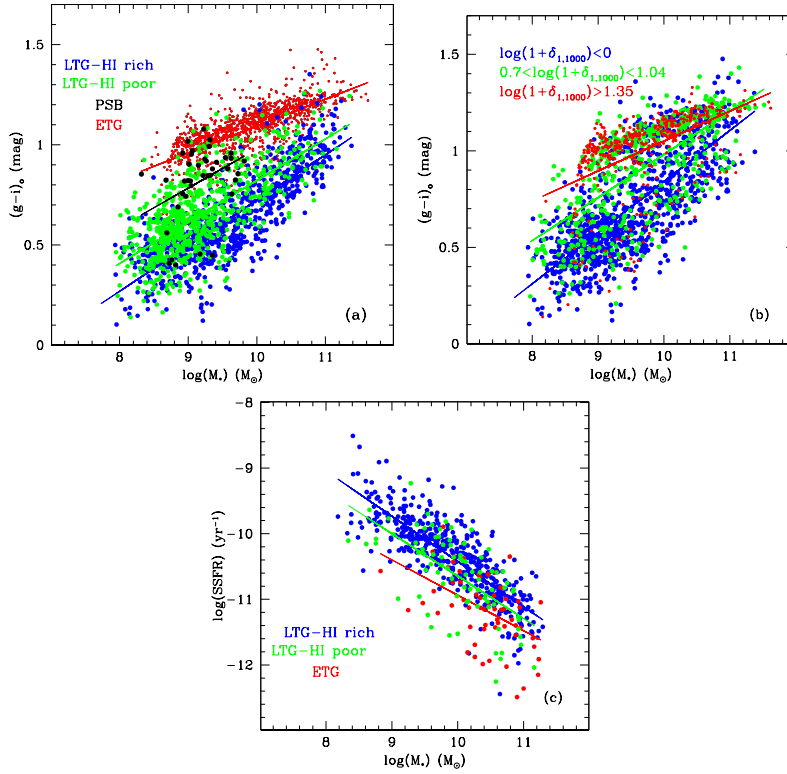 1.5
1
0.5
0
(g−i)ₒ (mag)
LTG−HI rich
LTG−HI poor
PSB
ETG
(a)
8 9 10 11
log(M⋆) (M⊙)
1.5
1
0.5
0
(g−i)ₒ (mag)
log(1+δ₁,₁₀₀₀)<0
0.7<log(1+δ₁,₁₀₀₀)<1.04
log(1+δ₁,₁₀₀₀)>1.35
(b)
8 9 10 11
log(M⋆) (M⊙)
−8
−9
−10
−11
−12
log(SSFR) (yr⁻¹)
LTG−HI rich
LTG−HI poor
ETG
(c)
8 9 10 11
log(M⋆) (M⊙)